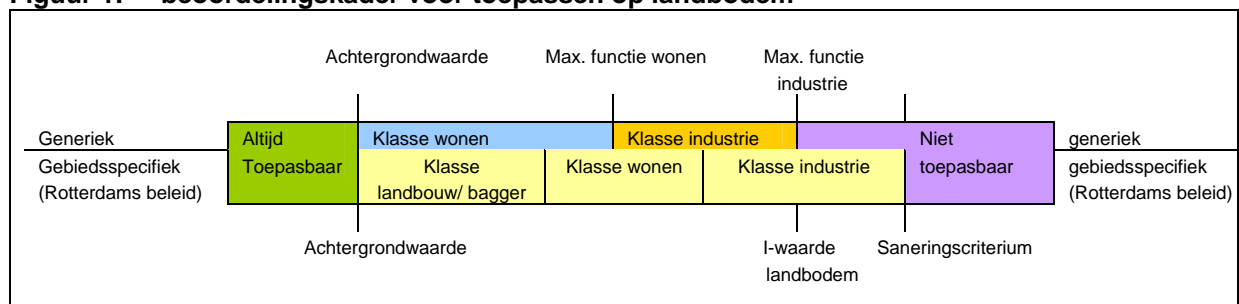 Figuur 1: beoordelingskader voor toepassen op landbodem
Achtergrondwaarde Max. functie wonen Max. functie
industrie
Generiek Altijd Klasse wonen Klasse industrie Niet generiek
Gebiedsspecifiek Toepasbaar Klasse Klasse wonen Klasse industrie toepasbaar gebiedsspecifiek
(Rotterdams beleid) landbouw/ bagger (Rotterdams beleid)
Achtergrondwaarde I-waarde Saneringscriterium
landbodem